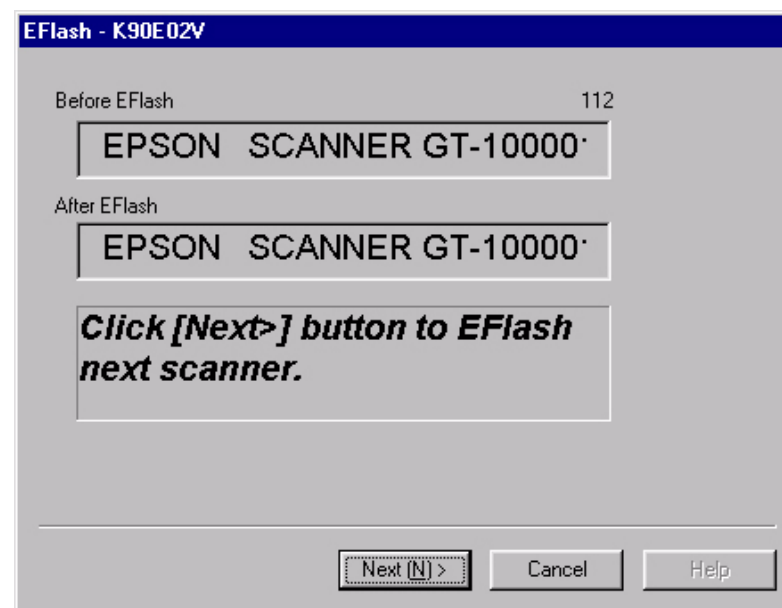 EFlash - K90E02V
Before EFlash 112
EPSON SCANNER GT-10000
After EFlash
EPSON SCANNER GT-10000
Click [Next>] button to EFlash
next scanner.
Next (N) > Cancel Help